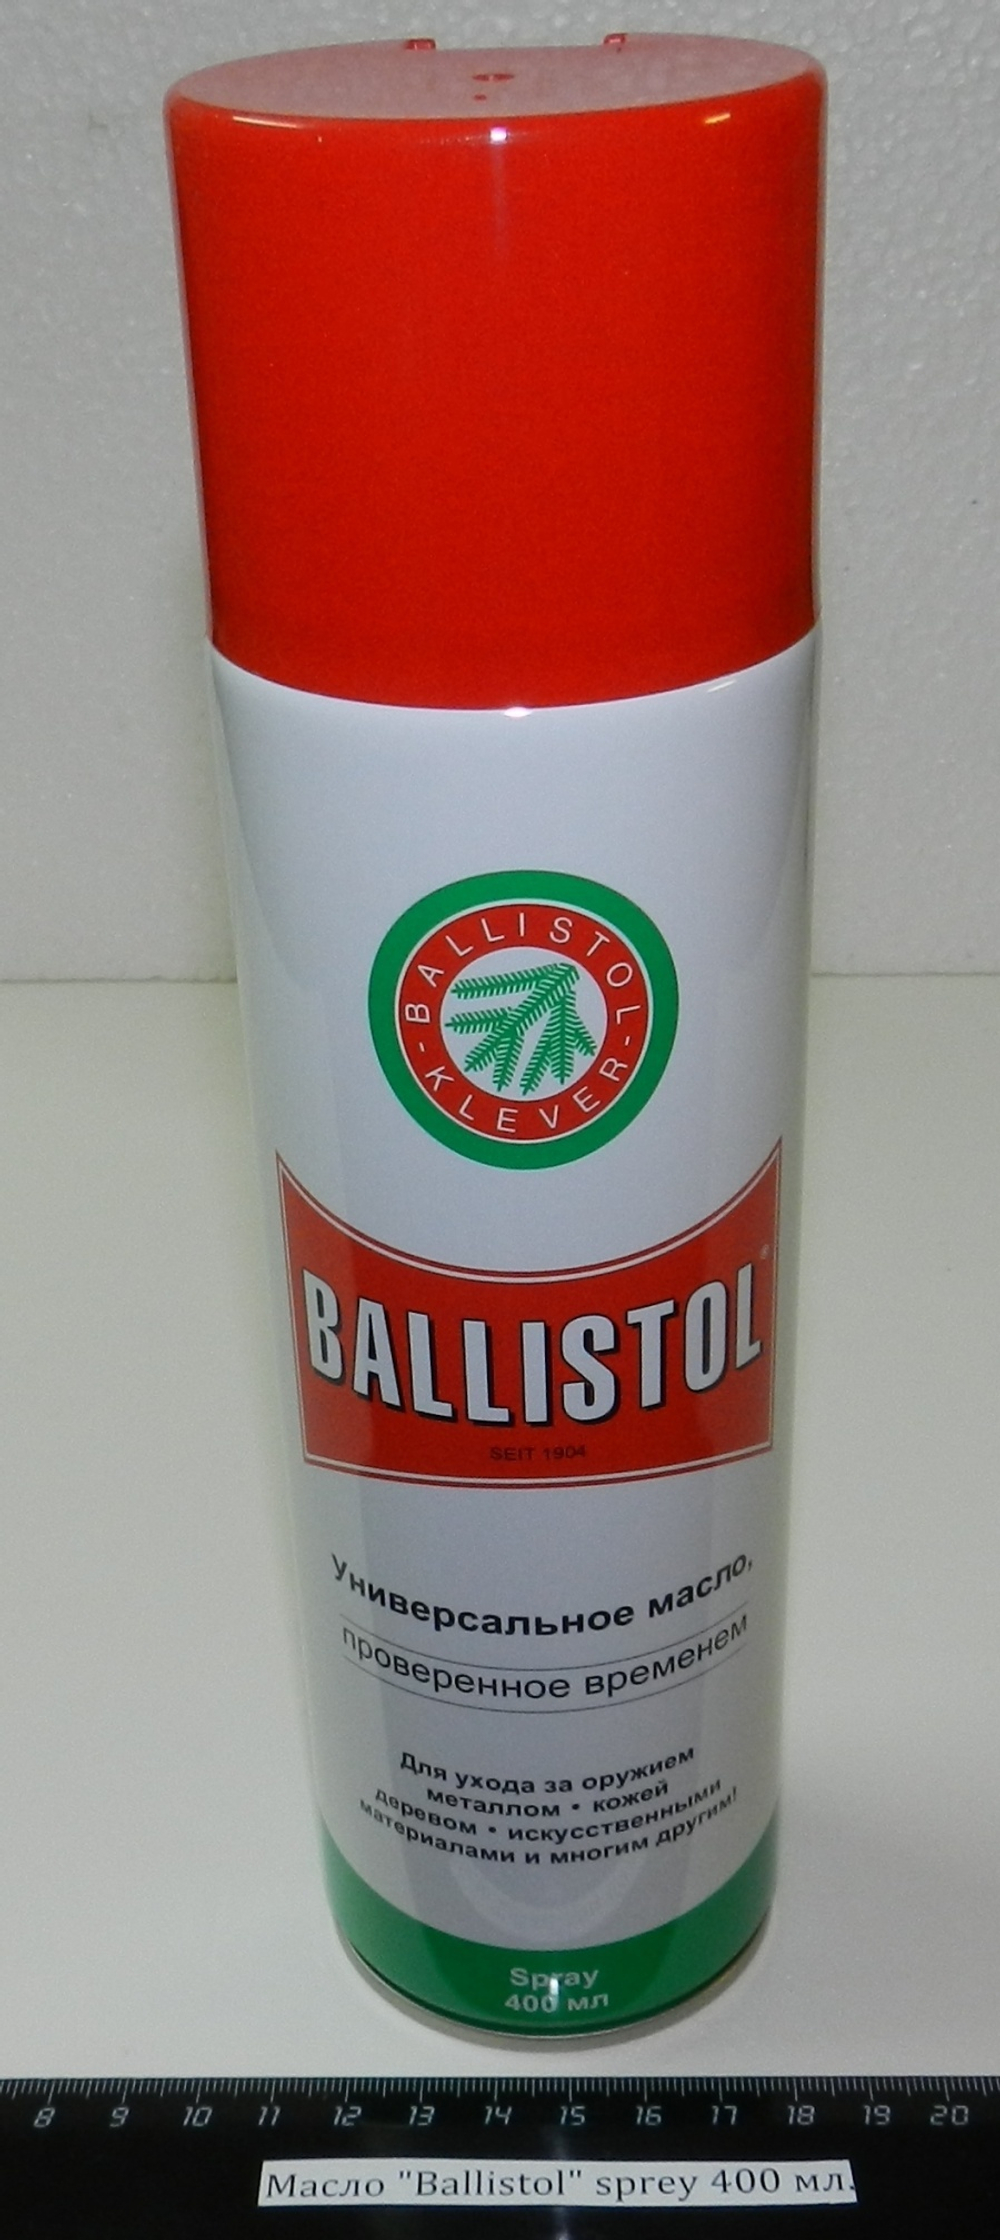 BALLISTOL
- KLEVER -
BALLISTOL®
SEIT 1904
Универсальное масло,
проверенное временем
Для ухода за оружием
металлом • кожей
деревом • искусственными
материалами и многим другим!
Spray
400 мл
8 9 10 11 12 13 14 15 16 17 18 19 20
Масло "Ballistol" sprey 400 мл.